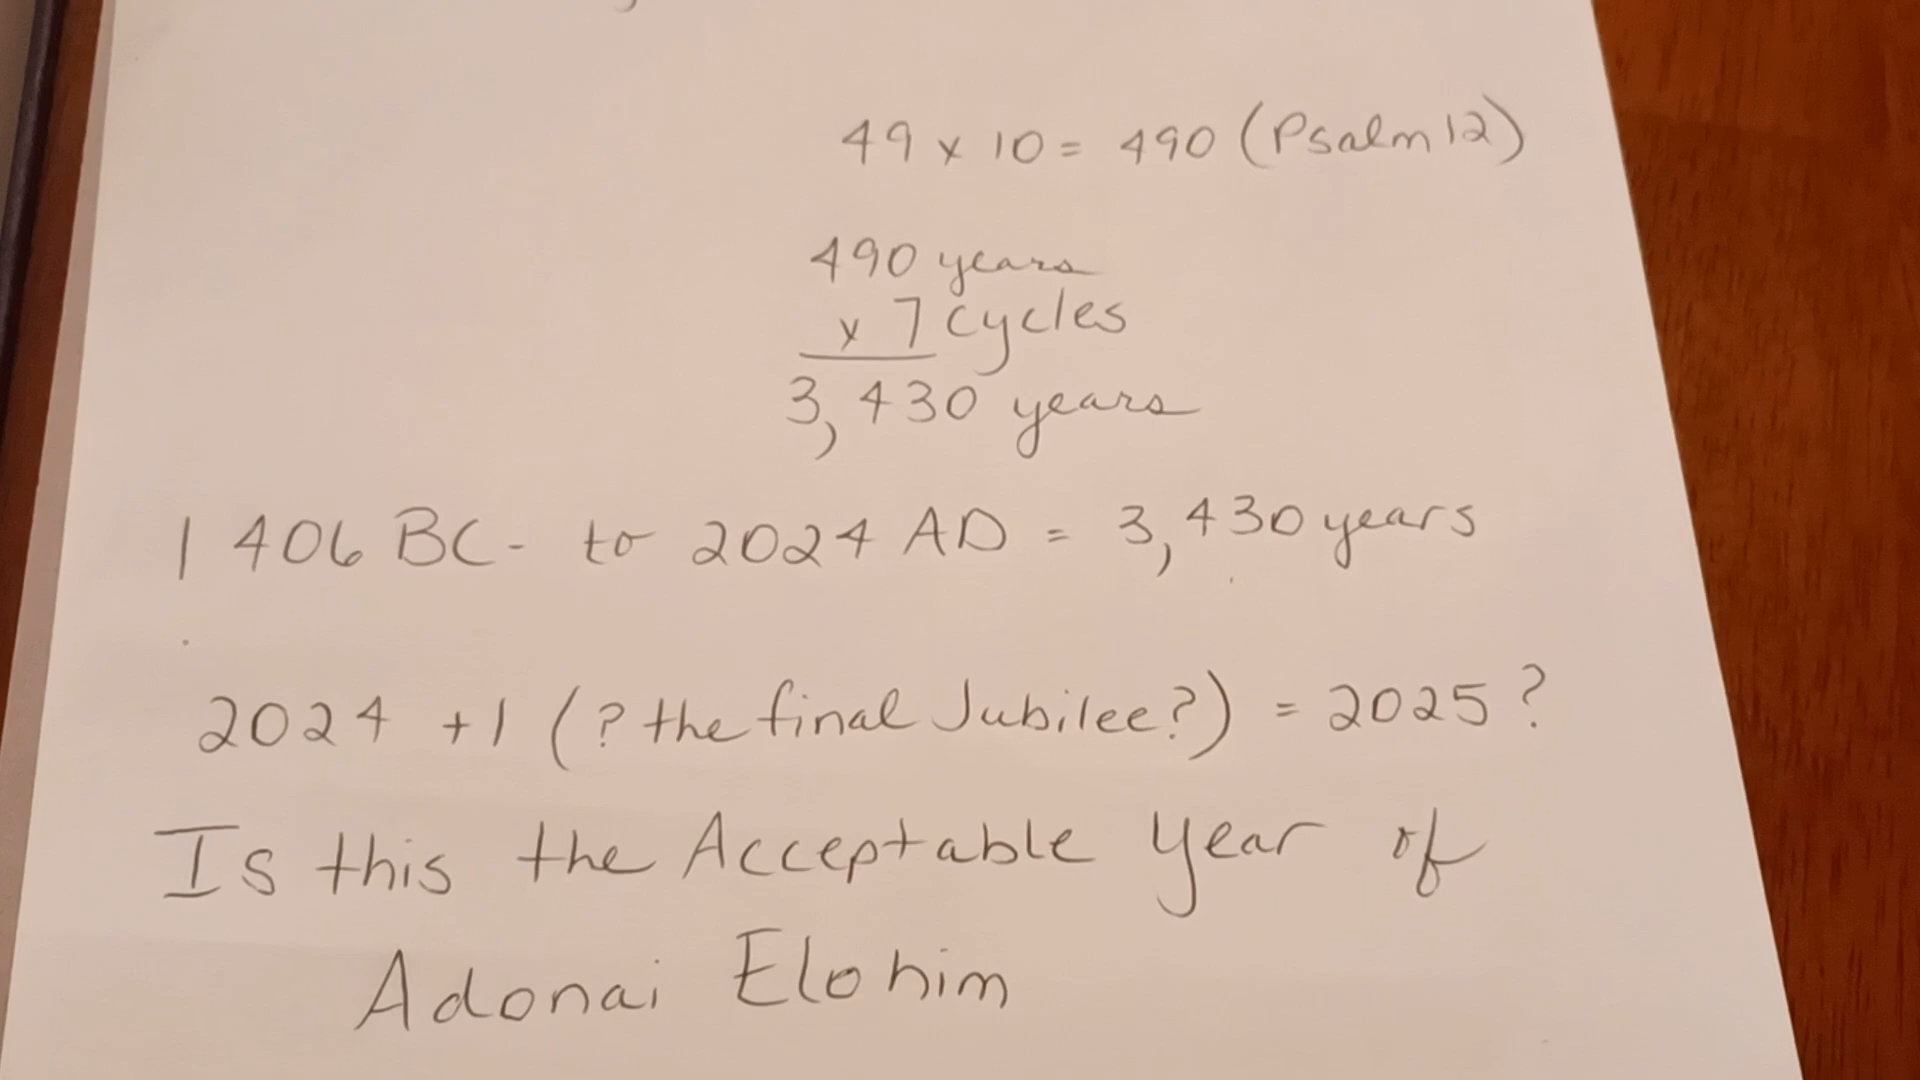 49 x 10 = 490 (Psalm 12)
490 years
x 7 cycles
3,430 years
1406 BC - to 2024 AD = 3,430 years
2024 +1 (? the final Jubilee?) = 2025 ?
Is this the Acceptable Year of
Adonai Elohim